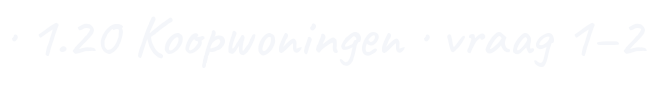 · 1.20 Koopwoningen · vraag 1–2